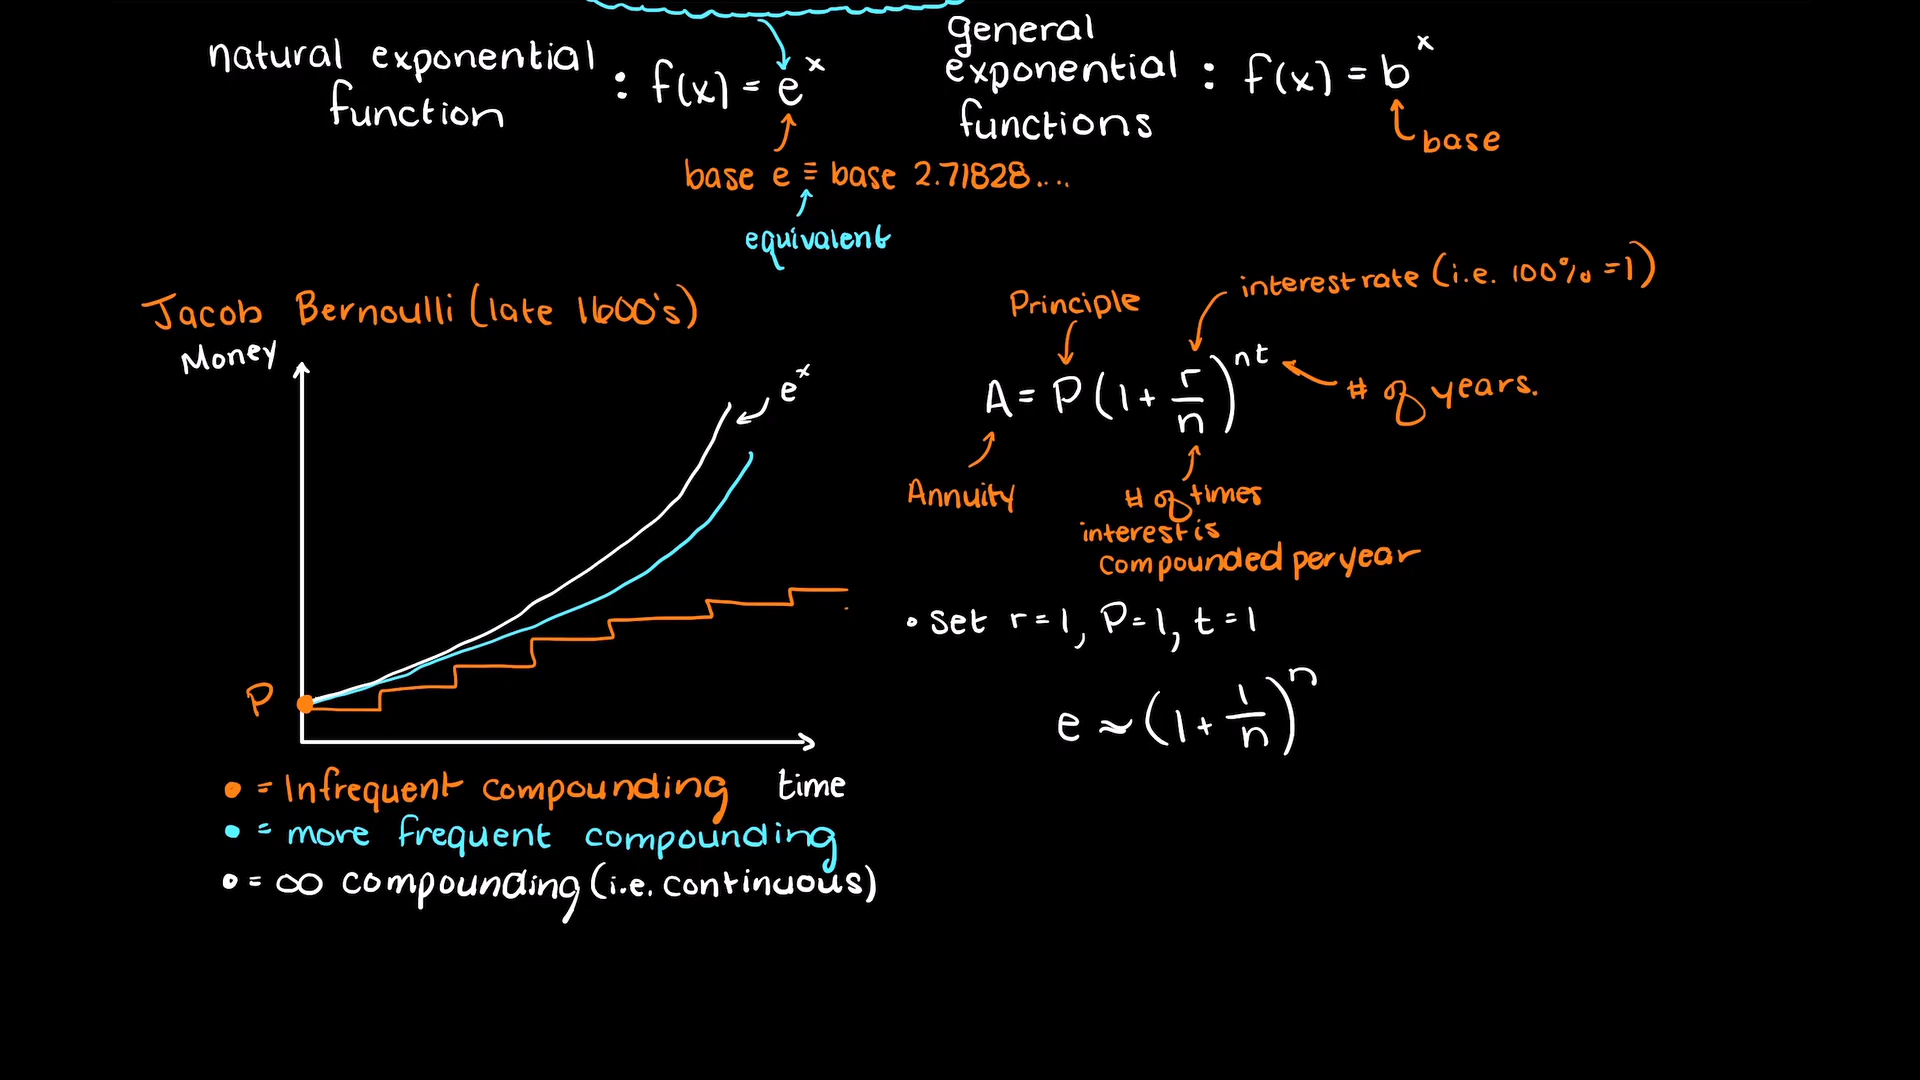 natural exponential
function
: f(x) = e^x
general
exponential
functions
: f(x) = b^x
base
base e ≡ base 2.71828....
equivalent
Jacob Bernoulli (late 1600's)
Money
e^x
P
time
• = Infrequent compounding
• = more frequent compounding
• = ∞ compounding (i.e. continuous)
interest rate (i.e. 100% = 1)
Principle
A = P(1 + r/n)^nt
# of years.
Annuity
# of times
interest is
compounded per year
• set r = 1, P = 1, t = 1
e ≈ (1 + 1/n)^n